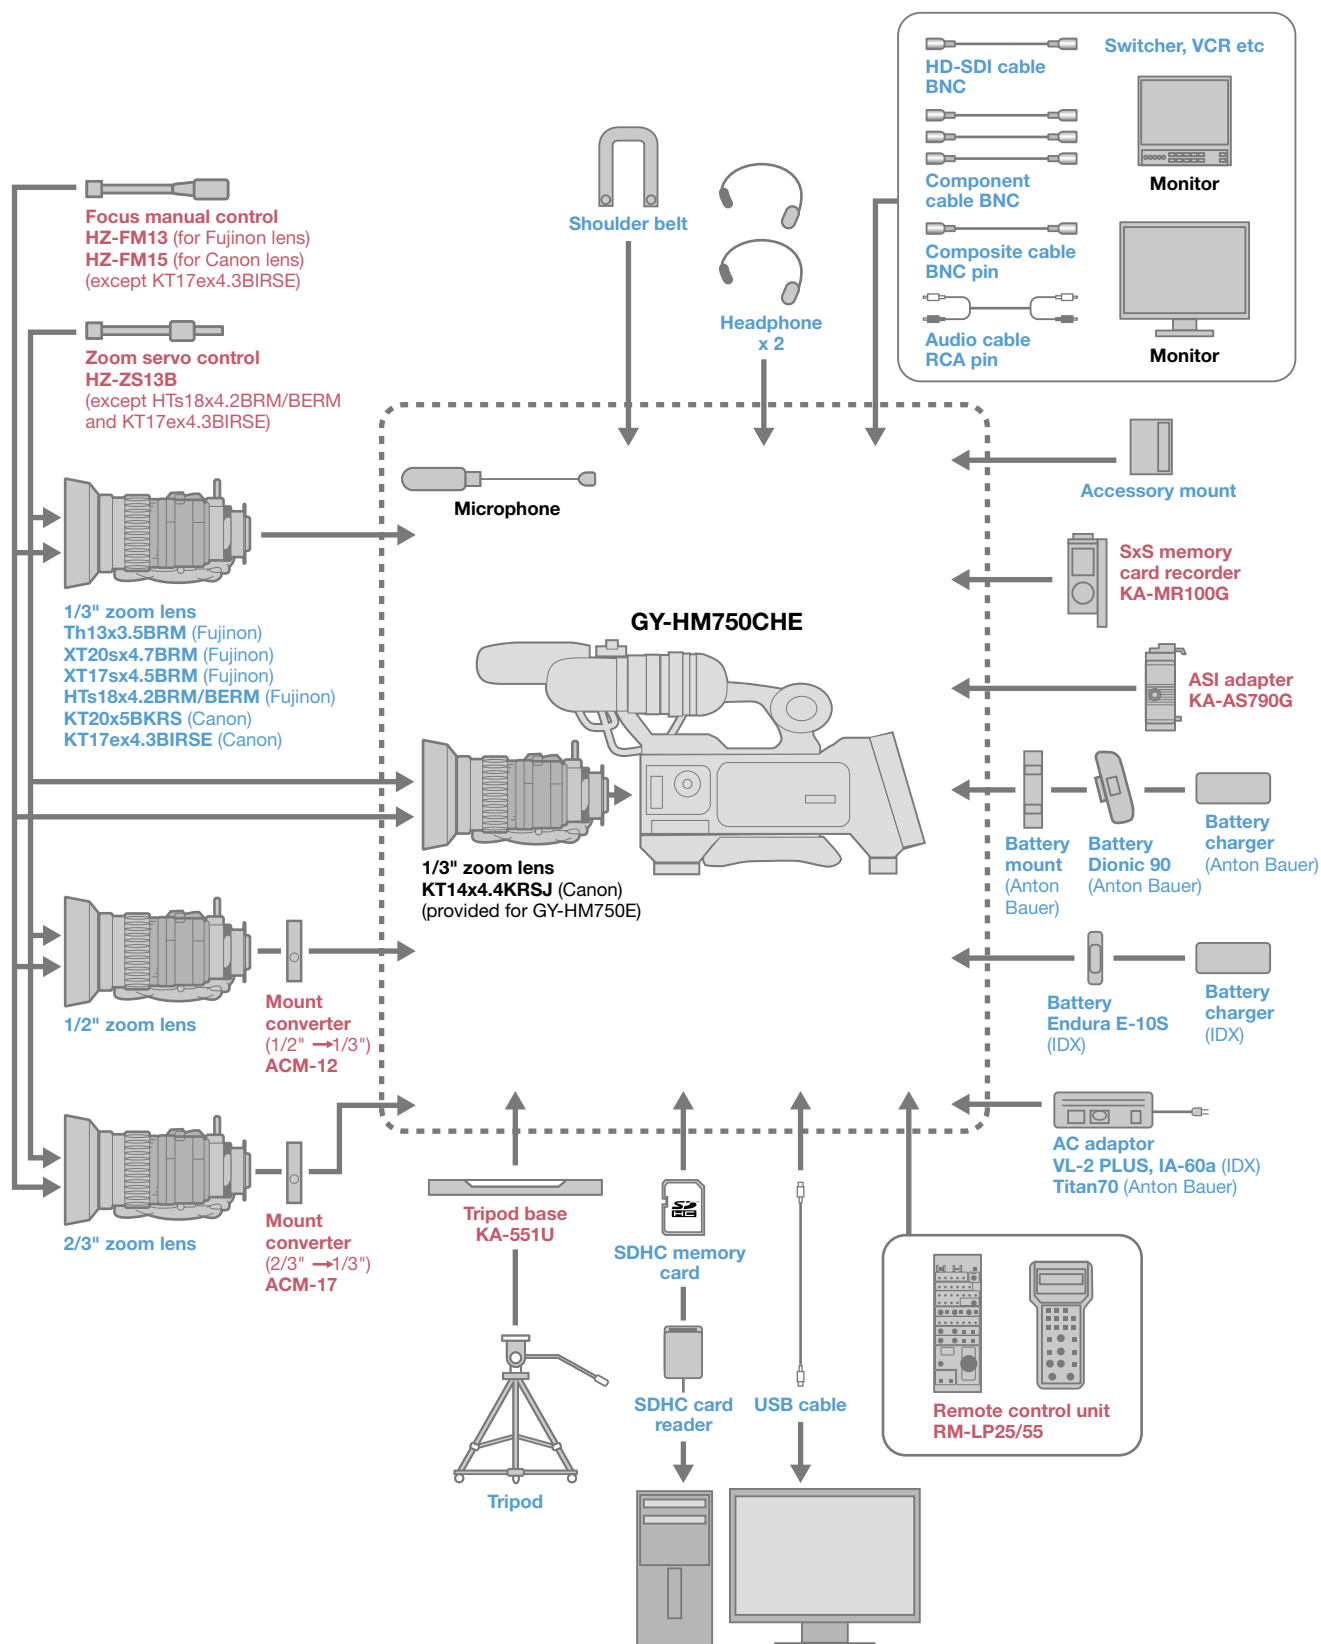 HD-SDI cable
BNC
Component
cable BNC
Composite cable
BNC pin
Audio cable
RCA pin
Switcher, VCR etc
Monitor
Monitor
Shoulder belt
Headphone
x 2
Focus manual control
HZ-FM13 (for Fujinon lens)
HZ-FM15 (for Canon lens)
(except KT17ex4.3BIRSE)
Zoom servo control
HZ-ZS13B
(except HTs18x4.2BRM/BERM
and KT17ex4.3BIRSE)
Microphone
Accessory mount
SxS memory
card recorder
KA-MR100G
1/3" zoom lens
Th13x3.5BRM (Fujinon)
XT20sx4.7BRM (Fujinon)
XT17sx4.5BRM (Fujinon)
HTs18x4.2BRM/BERM (Fujinon)
KT20x5BKRS (Canon)
KT17ex4.3BIRSE (Canon)
GY-HM750CHE
ASI adapter
KA-AS790G
1/3" zoom lens
KT14x4.4KRSJ (Canon)
(provided for GY-HM750E)
Battery
mount
(Anton
Bauer)
Battery
Dionic 90
(Anton Bauer)
Battery
charger
(Anton Bauer)
1/2" zoom lens
Mount
converter
(1/2" →1/3")
ACM-12
Battery
Endura E-10S
(IDX)
Battery
charger
(IDX)
2/3" zoom lens
Mount
converter
(2/3" →1/3")
ACM-17
AC adaptor
VL-2 PLUS, IA-60a (IDX)
Titan70 (Anton Bauer)
Tripod base
KA-551U
SD
HC
SDHC memory
card
SDHC card
reader
USB cable
Remote control unit
RM-LP25/55
Tripod